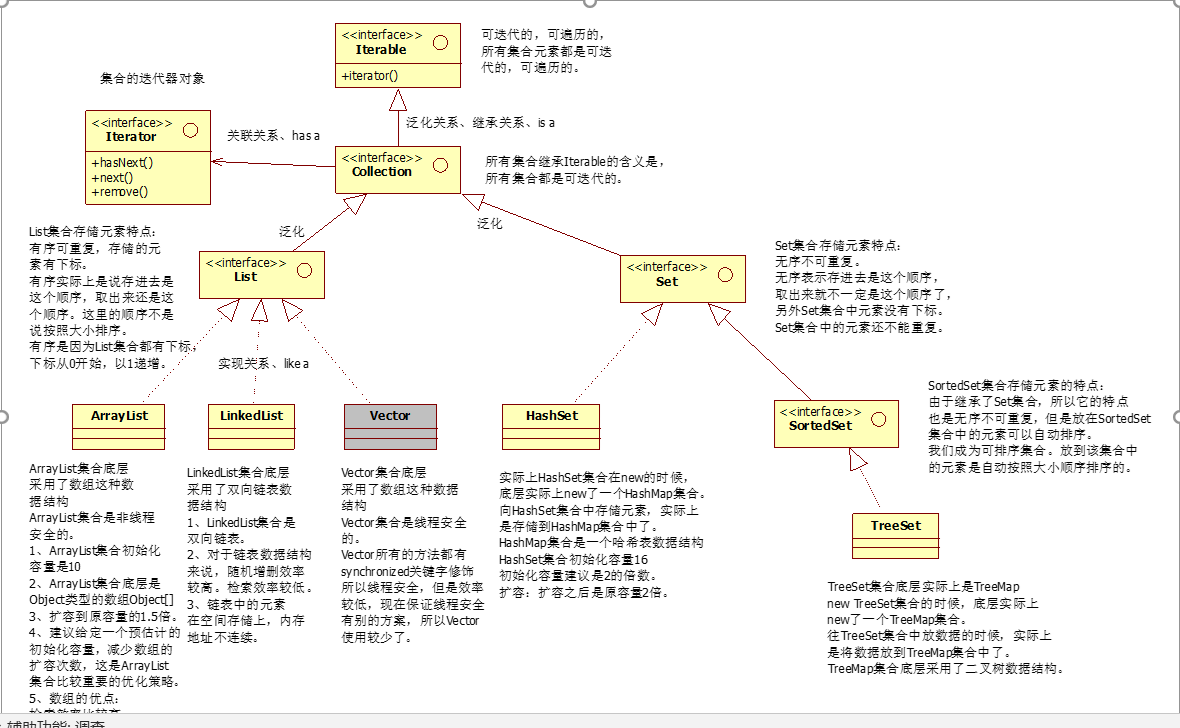 <<interface>>
Iterable
+iterator()
可迭代的，可遍历的，
所有集合元素都是可迭
代的，可遍历的。
集合的迭代器对象
<<interface>>
Iterator
+hasNext()
+next()
+remove()
关联关系、has a
泛化关系、继承关系、is a
<<interface>>
Collection
所有集合继承Iterable的含义是，
所有集合都是可迭代的。
泛化
泛化
List集合存储元素特点：
有序可重复，存储的元
素有下标。
有序实际上是说存进去是
这个顺序，取出来还是这
个顺序。这里的顺序不是
说按照大小排序。
有序是因为List集合都有下标，
下标从0开始，以1递增。
<<interface>>
List
<<interface>>
Set
Set集合存储元素特点：
无序不可重复。
无序表示存进去是这个顺序，
取出来就不一定是这个顺序了，
另外Set集合中元素没有下标。
Set集合中的元素还不能重复。
实现关系、like a
ArrayList
LinkedList
Vector
HashSet
<<interface>>
SortedSet
SortedSet集合存储元素的特点：
由于继承了Set集合，所以它的特点
也是无序不可重复，但是放在SortedSet
集合中的元素可以自动排序。
我们成为可排序集合。放到该集合中
的元素是自动按照大小顺序排序的。
ArrayList集合底层
采用了数组这种数
据结构
ArrayList集合是非线程
安全的。
1、ArrayList集合初始化
容量是10
2、ArrayList集合底层是
Object类型的数组Object[]
3、扩容到原容量的1.5倍。
4、建议给定一个预估计的
初始化容量，减少数组的
扩容次数，这是ArrayList
集合比较重要的优化策略。
5、数组的优点：
LinkedList集合底层
采用了双向链表数
据结构
1、LinkedList集合是
双向链表。
2、对于链表数据结构
来说，随机增删效率
较高。检索效率较低。
3、链表中的元素
在空间存储上，内存
地址不连续。
Vector集合底层
采用了数组这种数据
结构
Vector集合是线程安全
的。
Vector所有的方法都有
synchronized关键字修饰
所以线程安全，但是效率
较低，现在保证线程安全
有别的方案，所以Vector
使用较少了。
实际上HashSet集合在new的时候，
底层实际上new了一个HashMap集合。
向HashSet集合中存储元素，实际上
是存储到HashMap集合中了。
HashMap集合是一个哈希表数据结构
HashSet集合初始化容量16
初始化容量建议是2的倍数。
扩容：扩容之后是原容量2倍。
TreeSet
TreeSet集合底层实际上是TreeMap
new TreeSet集合的时候，底层实际上
new了一个TreeMap集合。
往TreeSet集合中放数据的时候，实际上
是将数据放到TreeMap集合中了。
TreeMap集合底层采用了二叉树数据结构。